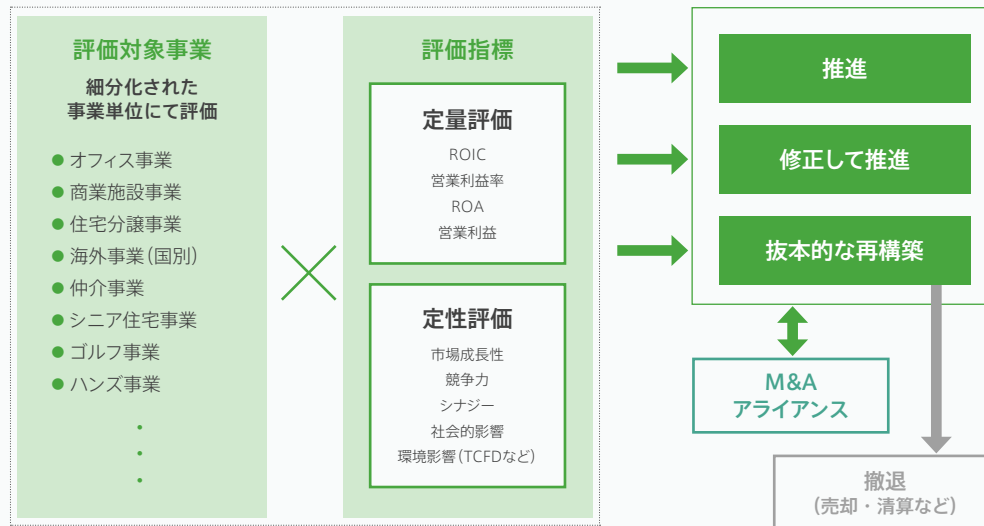 評価対象事業
細分化された
事業単位にて評価
● オフィス事業
● 商業施設事業
● 住宅分譲事業
● 海外事業(国別)
● 仲介事業
● シニア住宅事業
● ゴルフ事業
● ハンズ事業
・
・
・
評価指標
定量評価
ROIC
営業利益率
ROA
営業利益
定性評価
市場成長性
競争力
シナジー
社会的影響
環境影響(TCFDなど)
推進
修正して推進
抜本的な再構築
M&A
アライアンス
撤退
(売却・清算など)